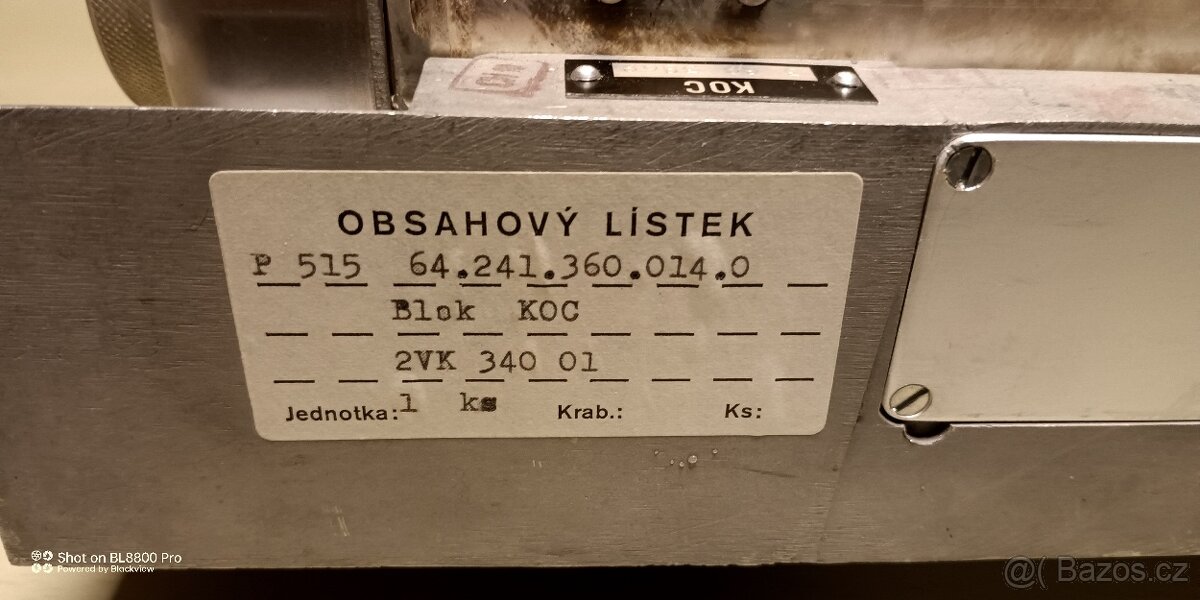 КОС
OBSAHOVÝ LÍSTEK
P 515 64.241.360.014.0
Blok KOC
2VK 340 01
Jednotka: 1 ks Krab.: Ks:
Shot on BL8800 Pro
Powered by Blackview
@( Bazos.cz